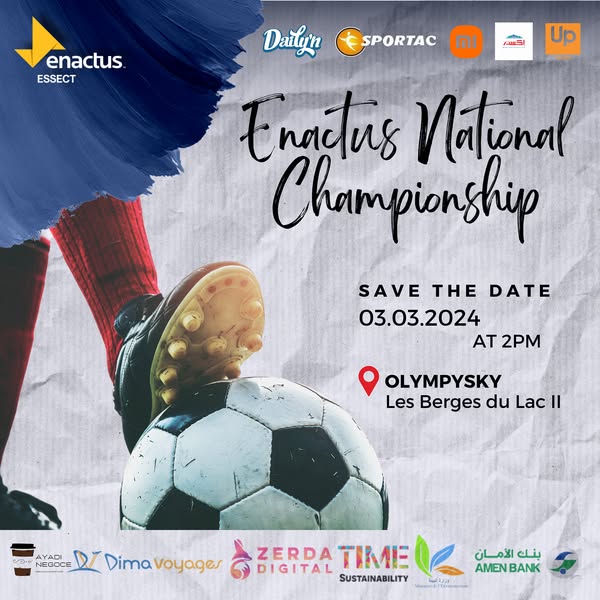 enactus
ESSECT
Daily'n
SPORTAC
mi
Up
Enactus National
Championship
SAVE THE DATE
03.03.2024
AT 2PM
OLYMPYSKY
Les Berges du Lac II
AYADI
NEGOCE
Dima Voyages
ZERDA
DIGITAL
TIME
SUSTAINABILITY
بنك الأمان
AMEN BANK